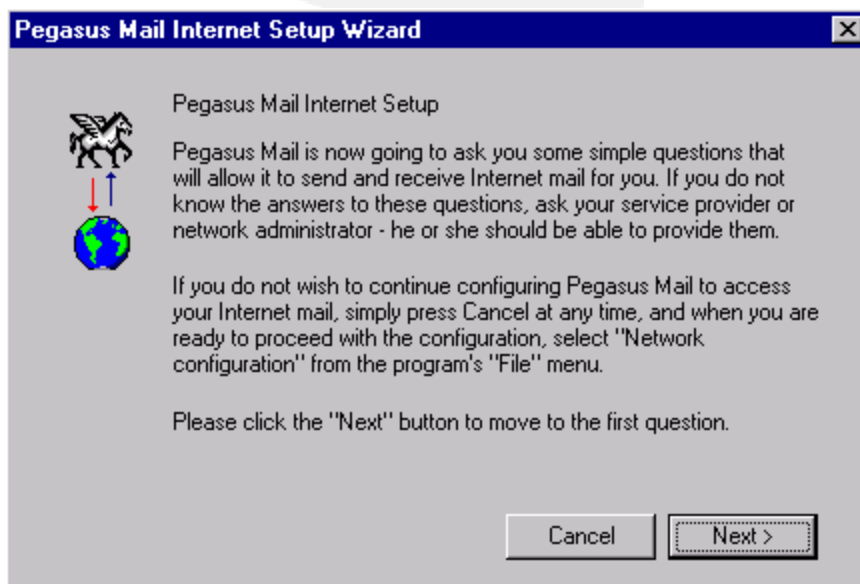 Pegasus Mail Internet Setup Wizard
Pegasus Mail Internet Setup
Pegasus Mail is now going to ask you some simple questions that
will allow it to send and receive Internet mail for you. If you do not
know the answers to these questions, ask your service provider or
network administrator - he or she should be able to provide them.
If you do not wish to continue configuring Pegasus Mail to access
your Internet mail, simply press Cancel at any time, and when you are
ready to proceed with the configuration, select "Network
configuration" from the program's "File" menu.
Please click the "Next" button to move to the first question.
Cancel
Next >